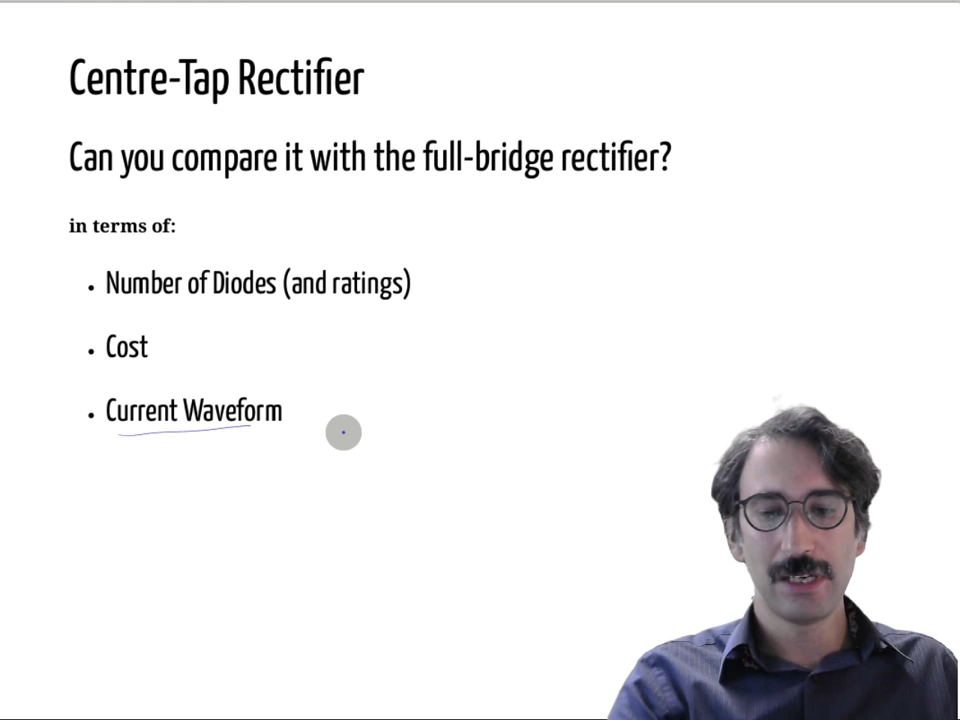 Centre-Tap Rectifier
Can you compare it with the full-bridge rectifier?
in terms of:
• Number of Diodes (and ratings)
• Cost
• Current Waveform